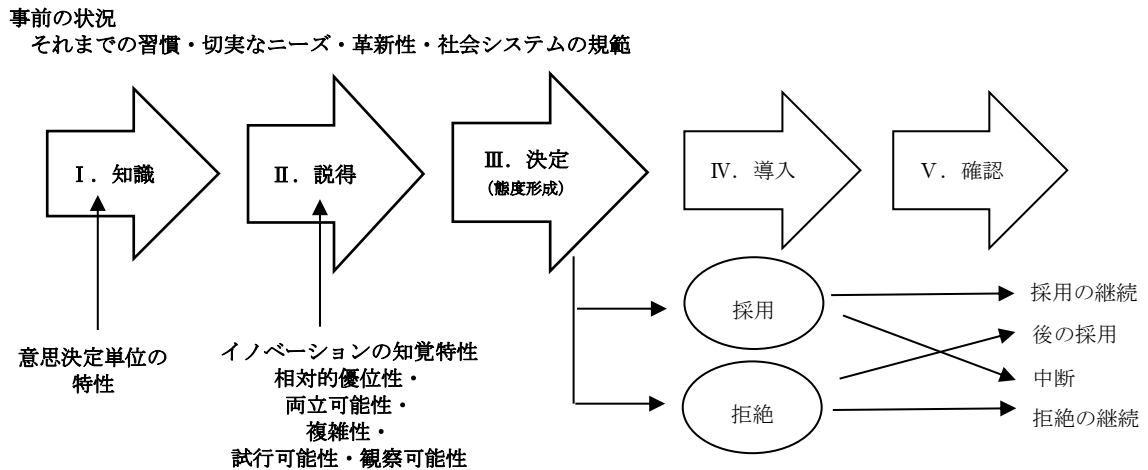 事前の状況
それまでの習慣・切実なニーズ・革新性・社会システムの規範
Ⅰ．知識
Ⅱ．説得
Ⅲ．決定
(態度形成)
Ⅳ．導入
Ⅴ．確認
意思決定単位の
特性
イノベーションの知覚特性
相対的優位性・
両立可能性・
複雑性・
試行可能性・観察可能性
採用
拒絶
採用の継続
後の採用
中断
拒絶の継続